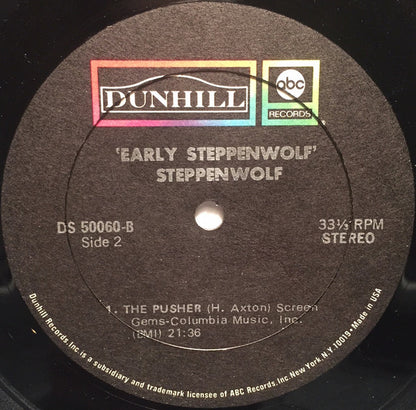 DUNHILL
abc
RECORDS
'EARLY STEPPENWOLF'
STEPPENWOLF
DS 50060-B
Side 2
33⅓ RPM
STEREO
1. THE PUSHER (H. Axton) Screen
Gems-Columbia Music, Inc.
(BMI) 21:36
Dunhill Records, Inc. is a subsidiary and trademark licensee of ABC Records, Inc. New York, N.Y. 10019 • Made in USA